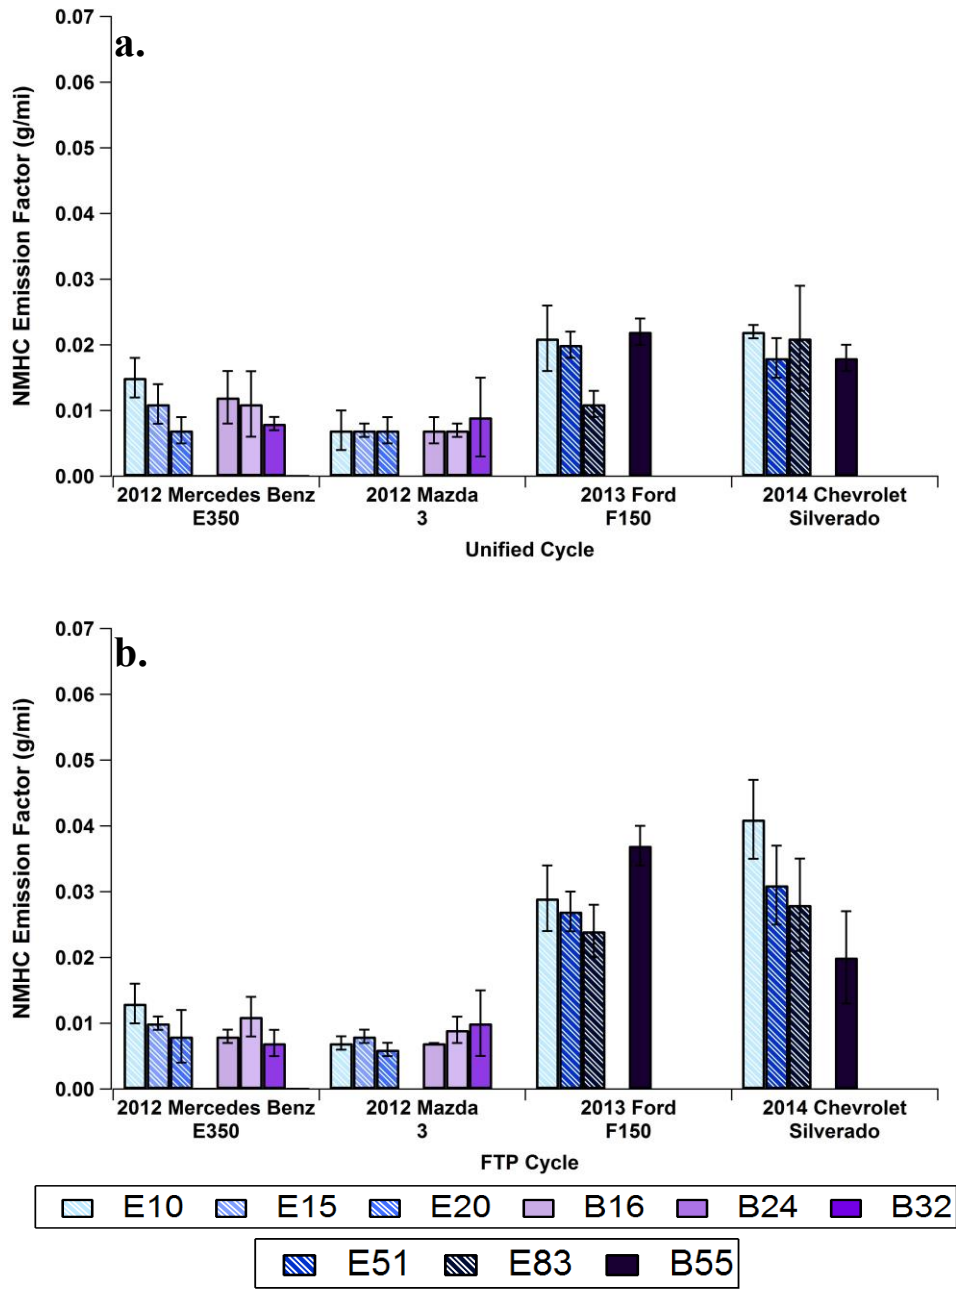 0.07
a.
0.06
0.05
0.04
0.03
0.02
0.01
0.00
NMHC Emission Factor (g/mi)
2012 Mercedes Benz E350
2012 Mazda 3
2013 Ford F150
2014 Chevrolet Silverado
Unified Cycle
0.07
b.
0.06
0.05
0.04
0.03
0.02
0.01
0.00
NMHC Emission Factor (g/mi)
2012 Mercedes Benz E350
2012 Mazda 3
2013 Ford F150
2014 Chevrolet Silverado
FTP Cycle
E10 E15 E20 B16 B24 B32
E51 E83 B55